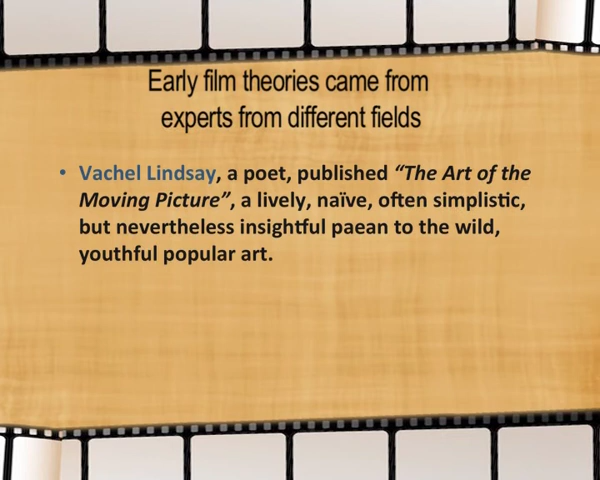 Early film theories came from
experts from different fields
• Vachel Lindsay, a poet, published “The Art of the
Moving Picture”, a lively, naïve, often simplistic,
but nevertheless insightful paean to the wild,
youthful popular art.